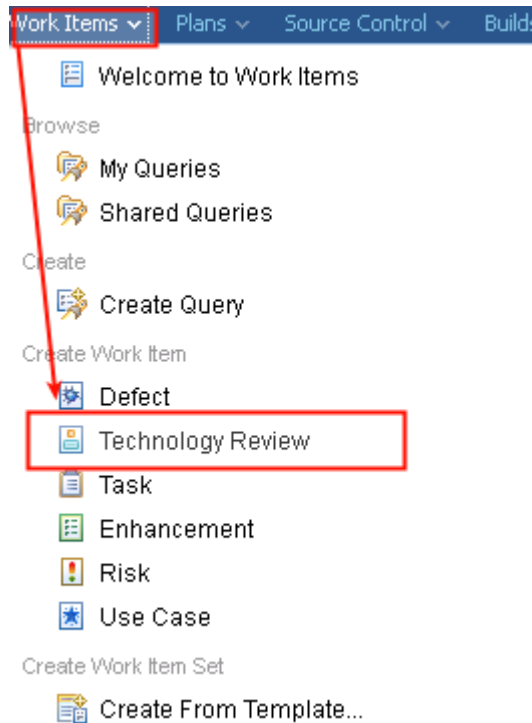 Work Items Plans Source Control Builds
Welcome to Work Items
Browse
My Queries
Shared Queries
Create
Create Query
Create Work Item
Defect
Technology Review
Task
Enhancement
Risk
Use Case
Create Work Item Set
Create From Template...